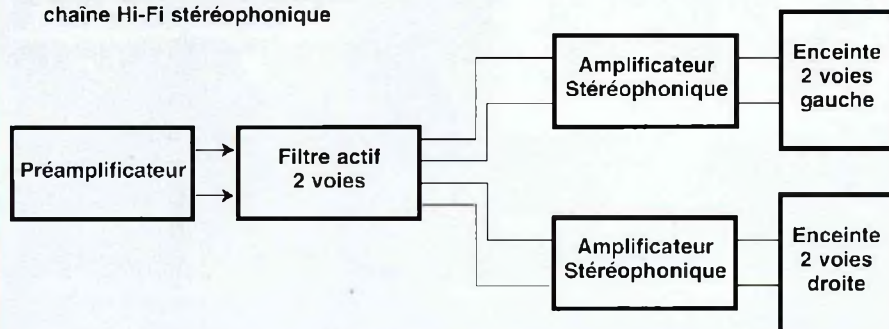 chaîne Hi-Fi stéréophonique
Préamplificateur
Filtre actif
2 voies
Amplificateur
Stéréophonique
Enceinte
2 voies
gauche
Amplificateur
Stéréophonique
Enceinte
2 voies
droite